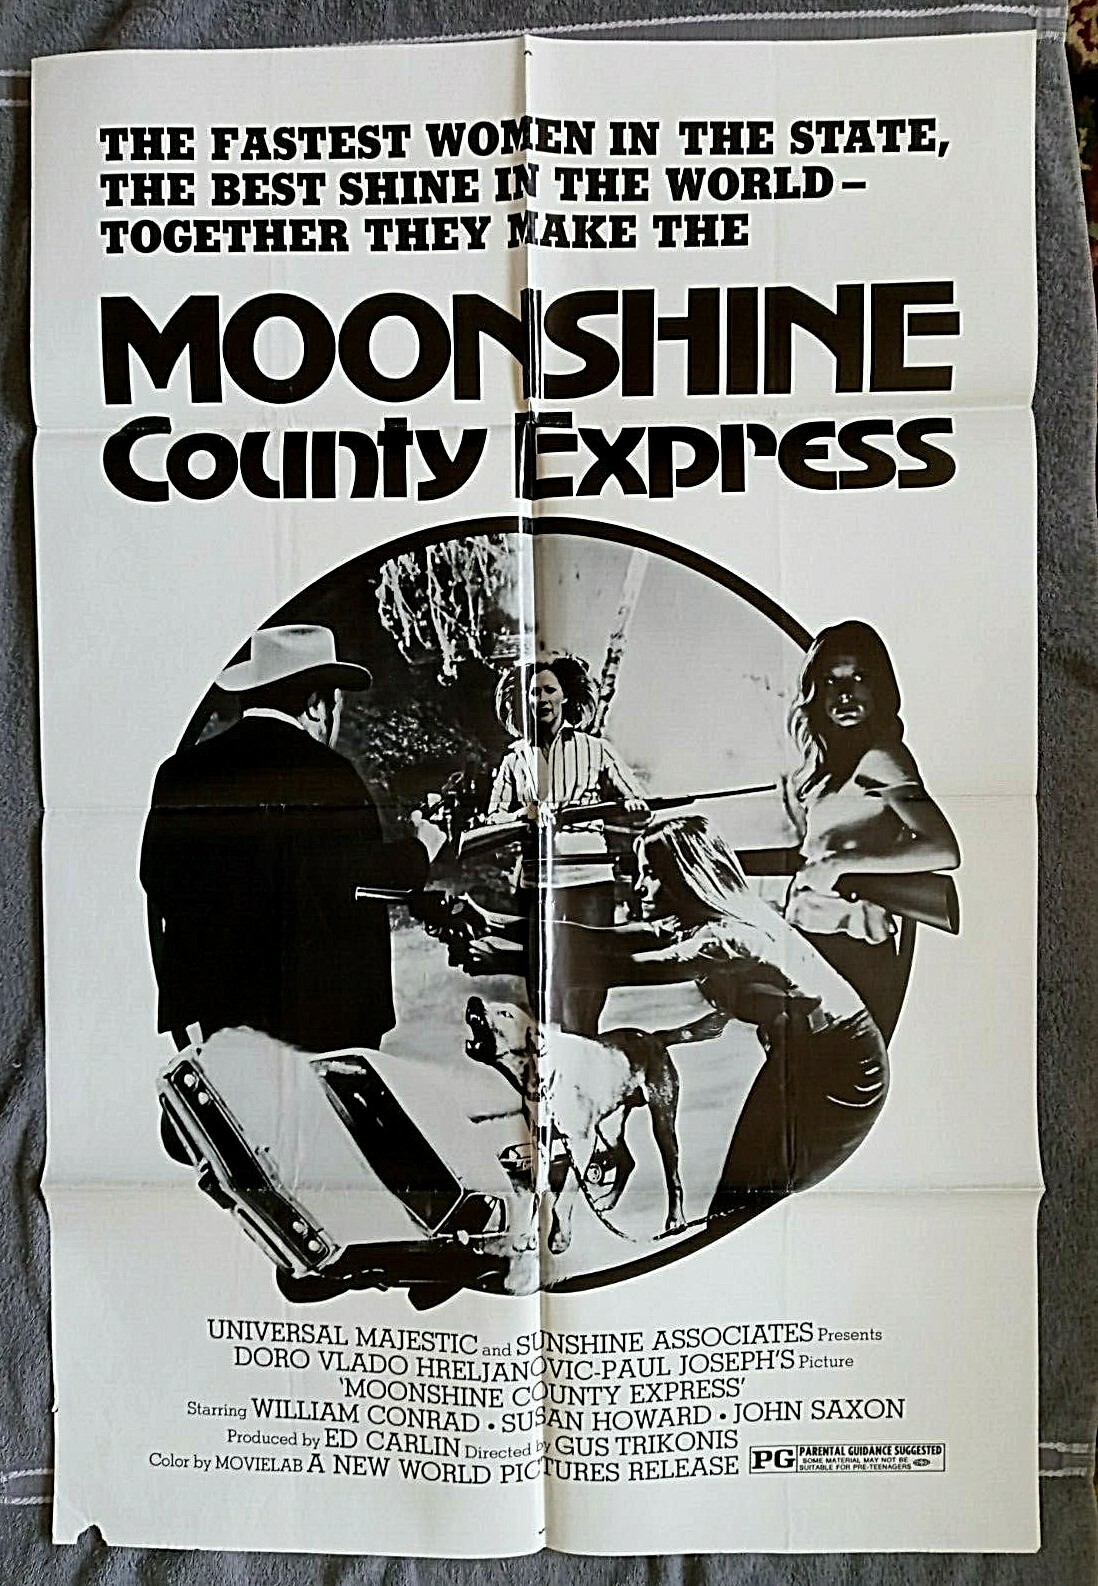 THE FASTEST WOMEN IN THE STATE,
THE BEST SHINE IN THE WORLD –
TOGETHER THEY MAKE THE
MOONSHINE
County Express
UNIVERSAL MAJESTIC and SUNSHINE ASSOCIATES Presents
DORO VLADO HRELJANOVIC-PAUL JOSEPH'S Picture
'MOONSHINE COUNTY EXPRESS'
Starring WILLIAM CONRAD • SUSAN HOWARD • JOHN SAXON
Produced by ED CARLIN Directed by GUS TRIKONIS
Color by MOVIELAB A NEW WORLD PICTURES RELEASE
PG PARENTAL GUIDANCE SUGGESTED
SOME MATERIAL MAY NOT BE
SUITABLE FOR PRE-TEENAGERS